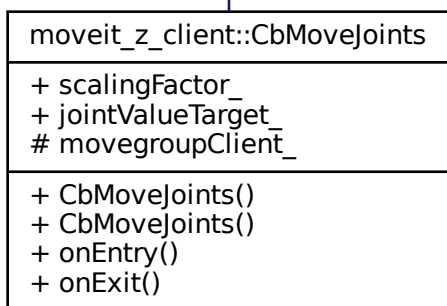 moveit_z_client::CbMoveJoints
+ scalingFactor_
+ jointValueTarget_
# movegroupClient_
+ CbMoveJoints()
+ CbMoveJoints()
+ onEntry()
+ onExit()